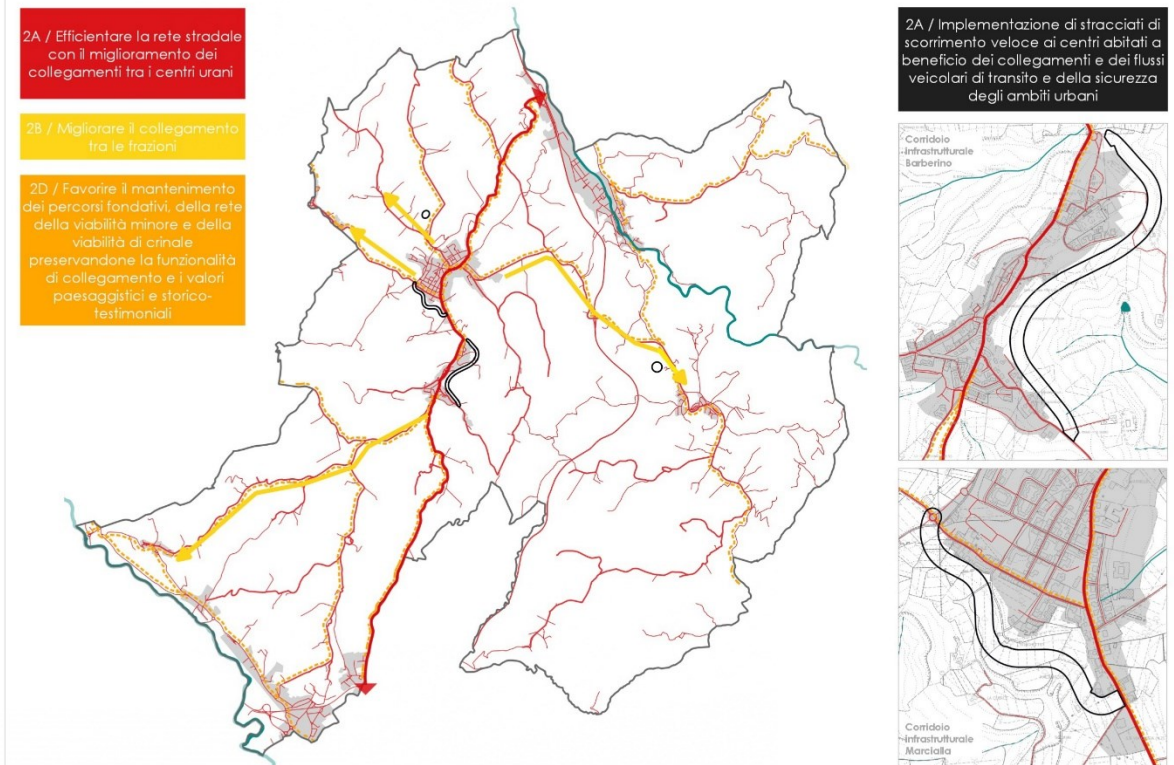 2A / Efficientare la rete stradale
con il miglioramento dei
collegamenti tra i centri urani
2B / Migliorare il collegamento
tra le frazioni
2D / Favorire il mantenimento
dei percorsi fondativi, della rete
della viabilità minore e della
viabilità di crinale
preservandone la funzionalità
di collegamento e i valori
paesaggistici e storico-
testimoniali
2A / Implementazione di stracciati di
scorrimento veloce ai centri abitati a
beneficio dei collegamenti e dei flussi
veicolari di transito e della sicurezza
degli ambiti urbani
Corridoio
infrastrutturale
Barberino
Corridoio
infrastrutturale
Marcialla